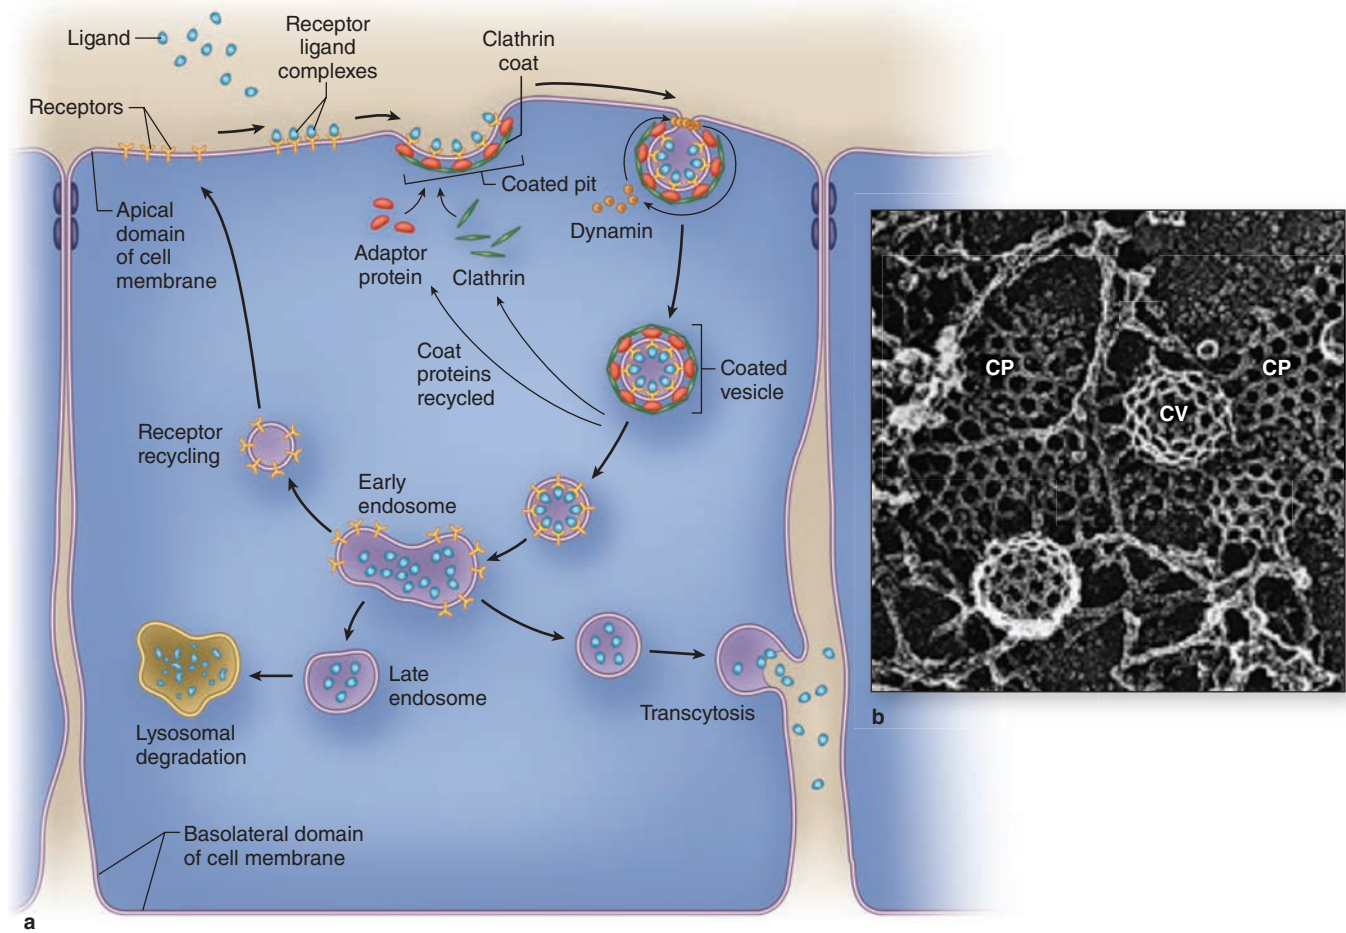 Ligand
Receptor
ligand
complexes
Clathrin
coat
Receptors
Coated pit
Apical
domain
of cell
membrane
Adaptor
protein
Clathrin
Dynamin
Coat
proteins
recycled
Coated
vesicle
Receptor
recycling
Early
endosome
Late
endosome
Lysosomal
degradation
Transcytosis
Basolateral domain
of cell membrane
a
CP
CP
CV
b